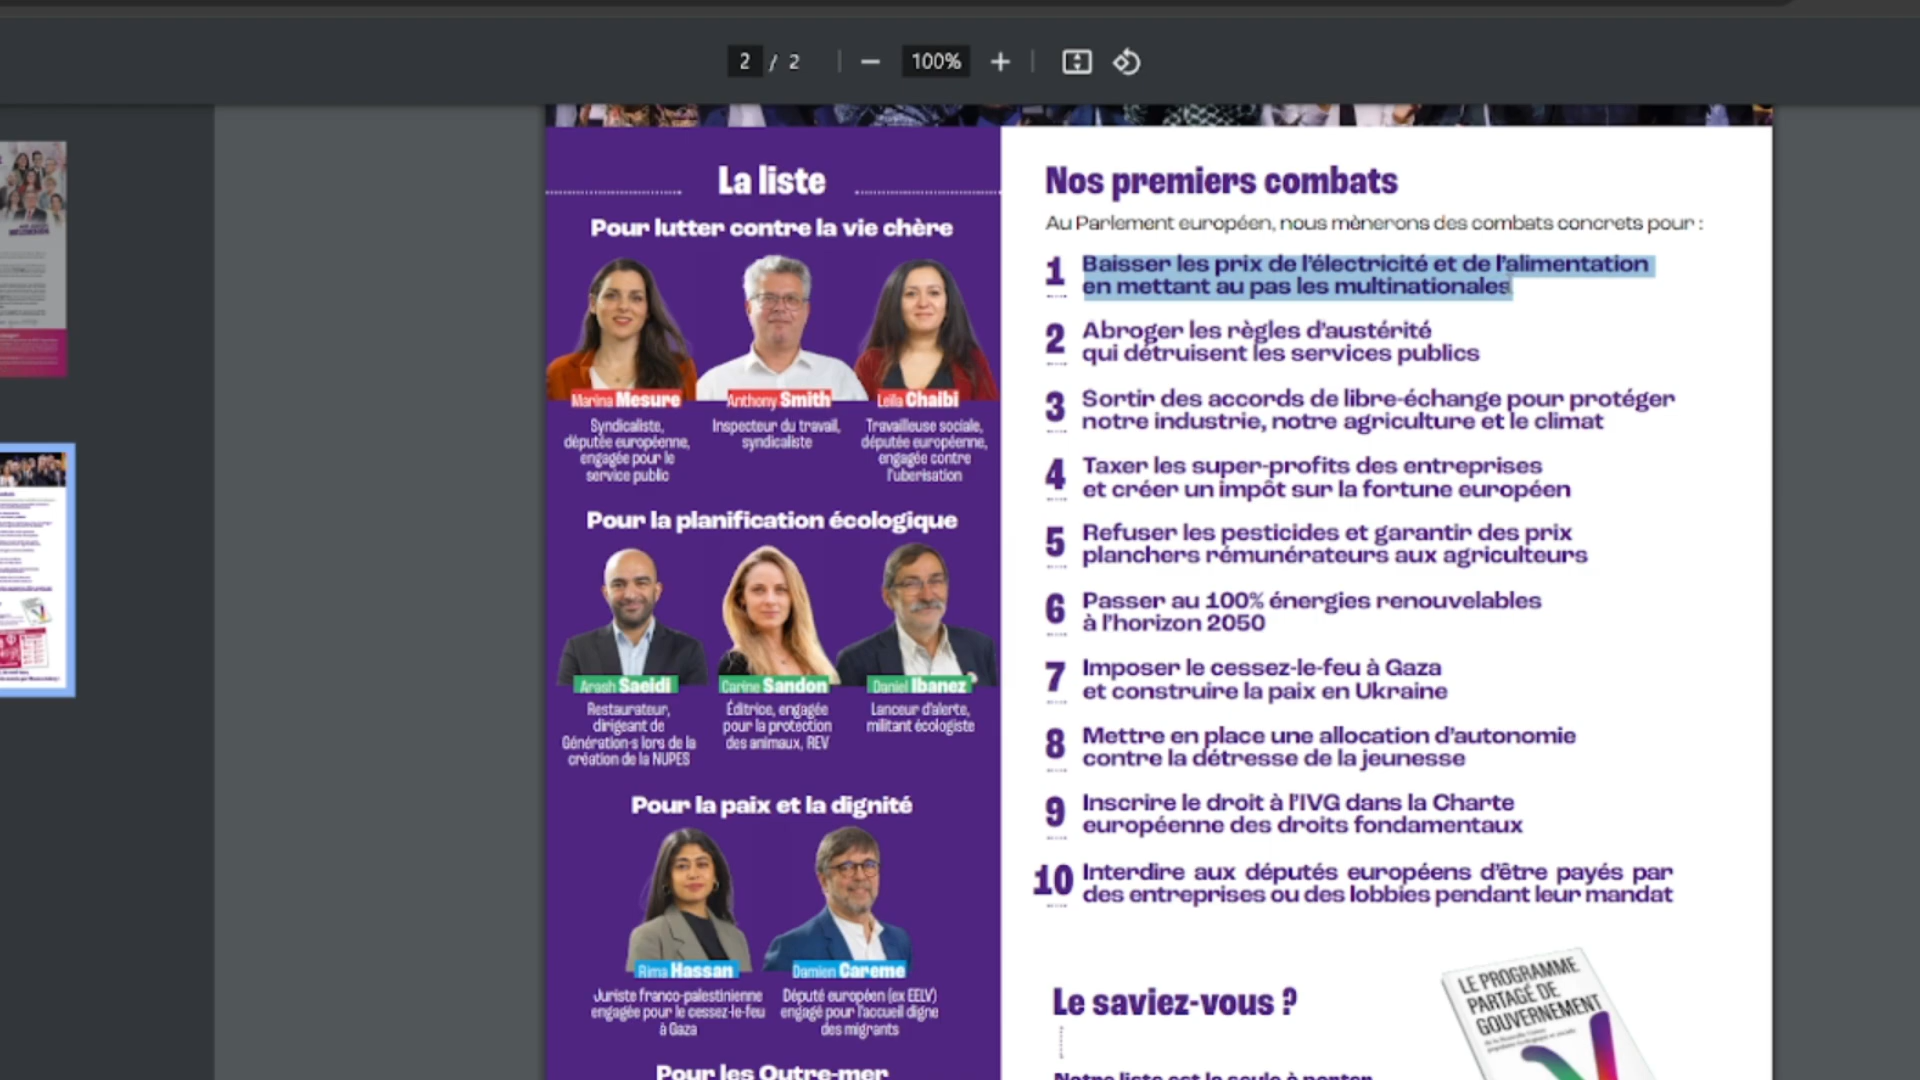 2 / 2
100%
La liste
Pour lutter contre la vie chère
Marina Mesure
Syndicaliste,
députée européenne,
engagée pour le
service public
Anthony Smith
Inspecteur du travail,
syndicaliste
Leïla Chaibi
Travailleuse sociale,
députée européenne,
engagée contre
l'uberisation
Pour la planification écologique
Arash Saeidi
Restaurateur,
dirigeant de
Génération·s lors de la
création de la NUPES
Carine Sandon
Éditrice, engagée
pour la protection
des animaux, REV
Daniel Ibanez
Lanceur d'alerte,
militant écologiste
Pour la paix et la dignité
Rima Hassan
Juriste franco-palestinienne
engagée pour le cessez-le-feu
à Gaza
Damien Careme
Député européen (ex EELV)
engagé pour l'accueil digne
des migrants
Pour les Outre-mer
Nos premiers combats
Au Parlement européen, nous mènerons des combats concrets pour :
1 Baisser les prix de l'électricité et de l'alimentation
en mettant au pas les multinationales
2 Abroger les règles d'austérité
qui détruisent les services publics
3 Sortir des accords de libre-échange pour protéger
notre industrie, notre agriculture et le climat
4 Taxer les super-profits des entreprises
et créer un impôt sur la fortune européen
5 Refuser les pesticides et garantir des prix
planchers rémunérateurs aux agriculteurs
6 Passer au 100% énergies renouvelables
à l'horizon 2050
7 Imposer le cessez-le-feu à Gaza
et construire la paix en Ukraine
8 Mettre en place une allocation d'autonomie
contre la détresse de la jeunesse
9 Inscrire le droit à l'IVG dans la Charte
européenne des droits fondamentaux
10 Interdire aux députés européens d'être payés par
des entreprises ou des lobbies pendant leur mandat
Le saviez-vous ?
Notre liste est la seule à porter
LE PROGRAMME
PARTAGÉ DE
GOUVERNEMENT